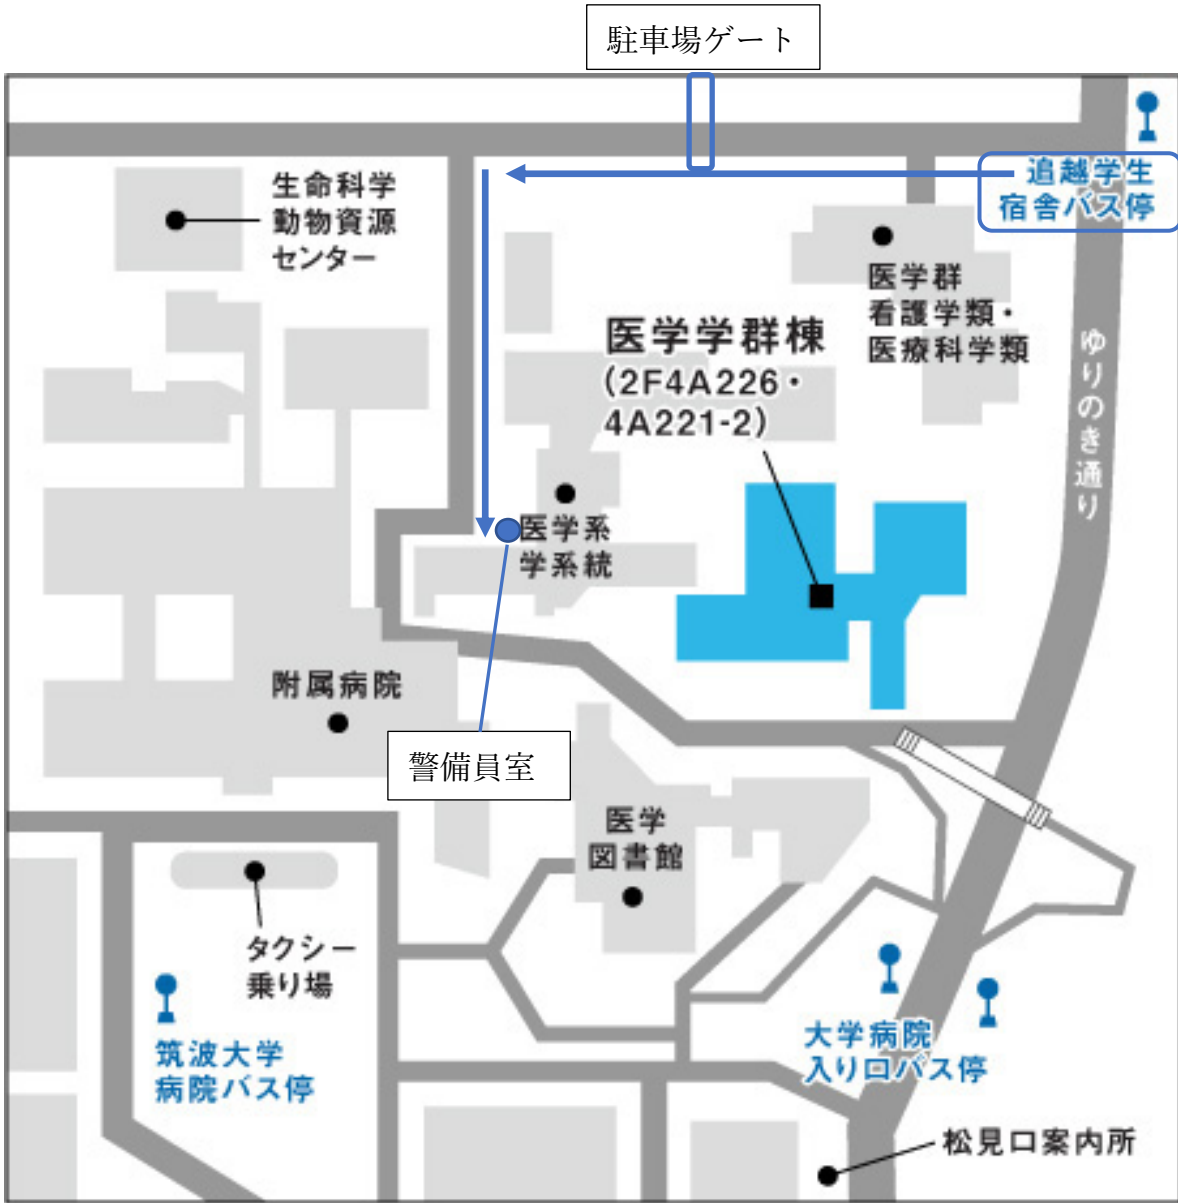 駐車場ゲート
追越学生
宿舎バス停
生命科学
動物資源
センター
医学群
看護学類・
医療科学類
医学学群棟
(2F4A226・
4A221-2)
ゆりのき通り
医学系
学系統
附属病院
警備員室
医学
図書館
タクシー
乗り場
筑波大学
病院バス停
大学病院
入り口バス停
松見口案内所